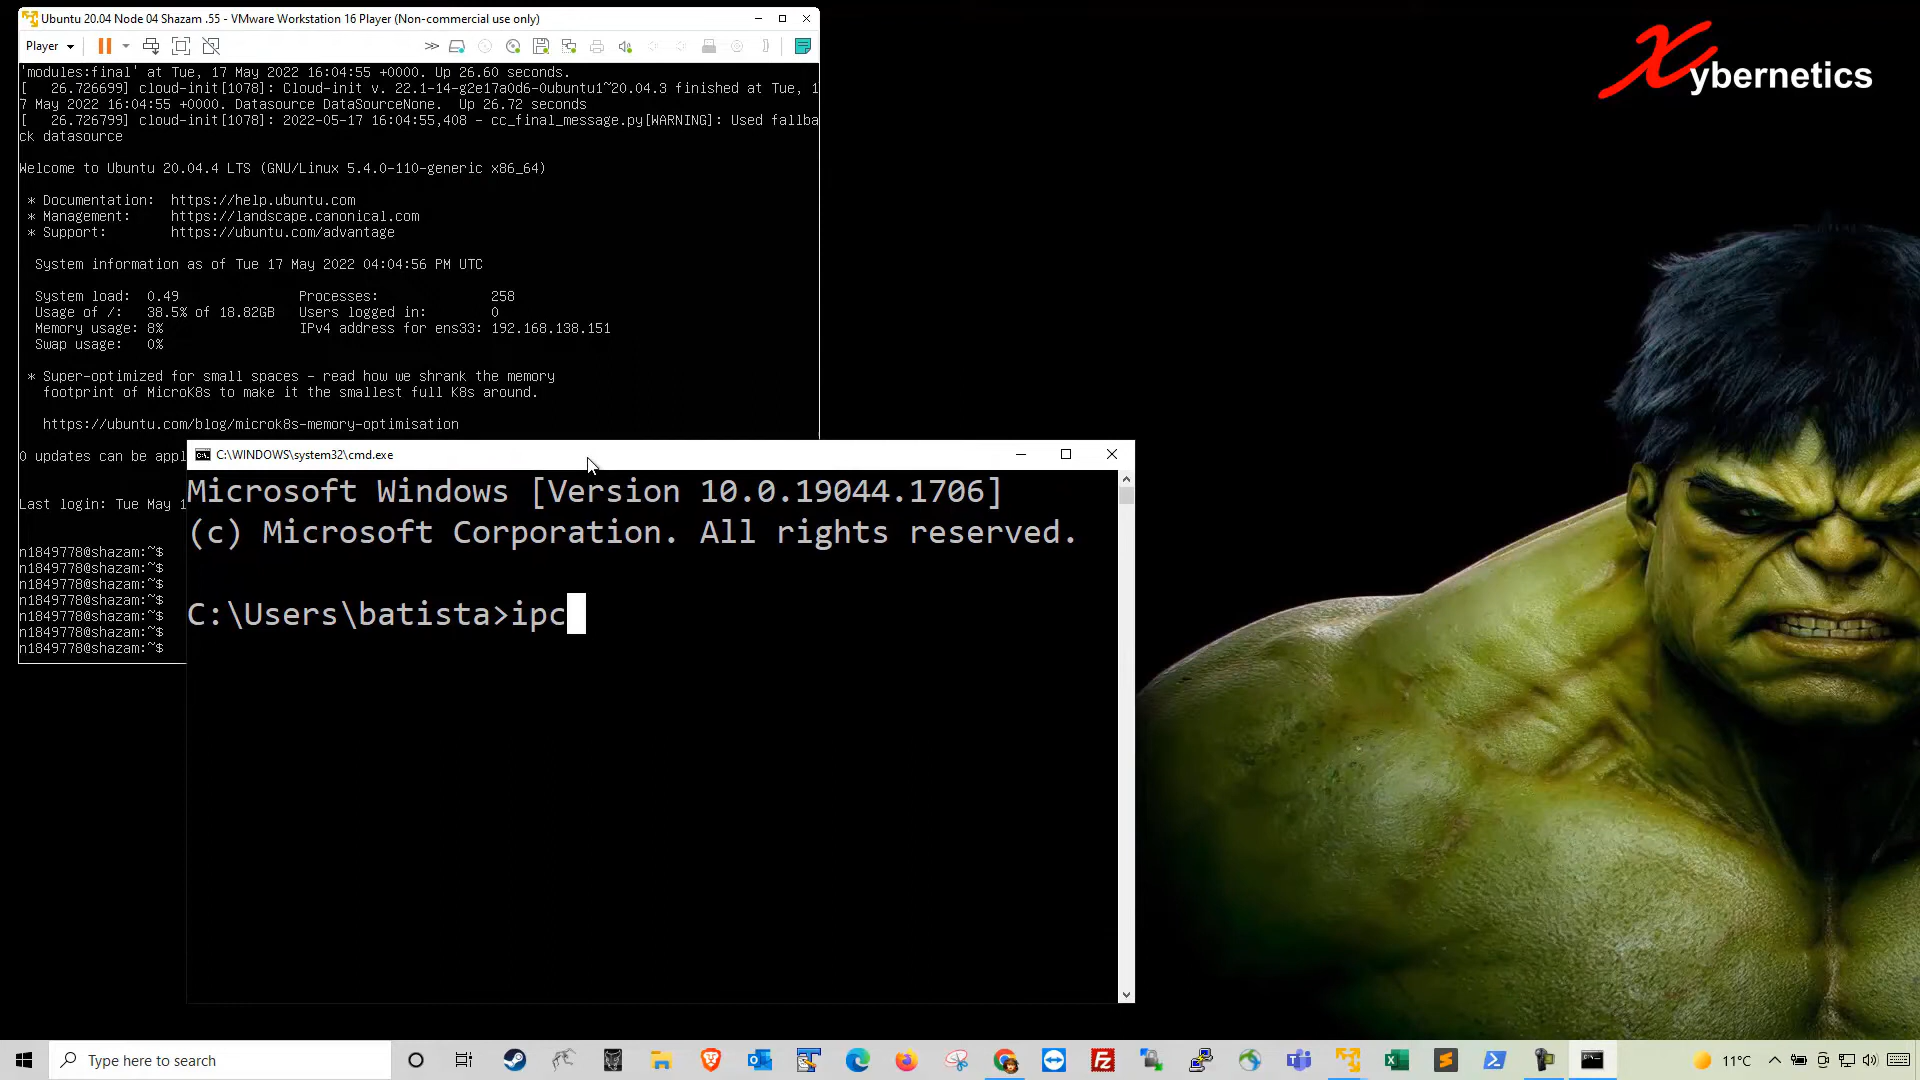 Ubuntu 20.04 Node 04 Shazam .55 - VMware Workstation 16 Player (Non-commercial use only)
Player
'modules:final' at Tue, 17 May 2022 16:04:55 +0000. Up 26.60 seconds.
[   26.726699] cloud-init[1078]: Cloud-init v. 22.1-14-g2e17a0d6-0ubuntu1~20.04.3 finished at Tue, 1
7 May 2022 16:04:55 +0000. Datasource DataSourceNone.  Up 26.72 seconds
[   26.726799] cloud-init[1078]: 2022-05-17 16:04:55,408 - cc_final_message.py[WARNING]: Used fallba
ck datasource
Welcome to Ubuntu 20.04.4 LTS (GNU/Linux 5.4.0-110-generic x86_64)
* Documentation:  https://help.ubuntu.com
* Management:     https://landscape.canonical.com
* Support:        https://ubuntu.com/advantage
System information as of Tue 17 May 2022 04:04:56 PM UTC
System load:  0.49               Processes:               258
Usage of /:   38.5% of 18.82GB   Users logged in:         0
Memory usage: 8%                 IPv4 address for ens33: 192.168.138.151
Swap usage:   0%
* Super-optimized for small spaces - read how we shrank the memory
footprint of MicroK8s to make it the smallest full K8s around.
https://ubuntu.com/blog/microk8s-memory-optimisation
0 updates can be appl
Last login: Tue May 1
n1849778@shazam:~$
n1849778@shazam:~$
n1849778@shazam:~$
n1849778@shazam:~$
n1849778@shazam:~$
n1849778@shazam:~$
n1849778@shazam:~$
C:\WINDOWS\system32\cmd.exe
Microsoft Windows [Version 10.0.19044.1706]
(c) Microsoft Corporation. All rights reserved.
C:\Users\batista>ipc
Xybernetics
Type here to search
11°C